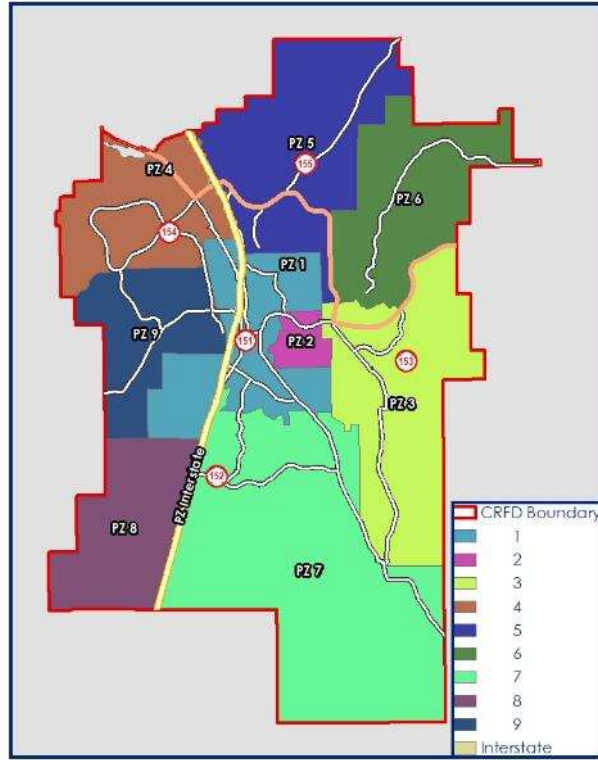 PZ 5
155
PZ 4
PZ 6
154
PZ 1
PZ 9
151
PZ 2
153
PZ 3
152
PZ-Interstate
PZ 8
PZ 7
CRFD Boundary
1
2
3
4
5
6
7
8
9
Interstate